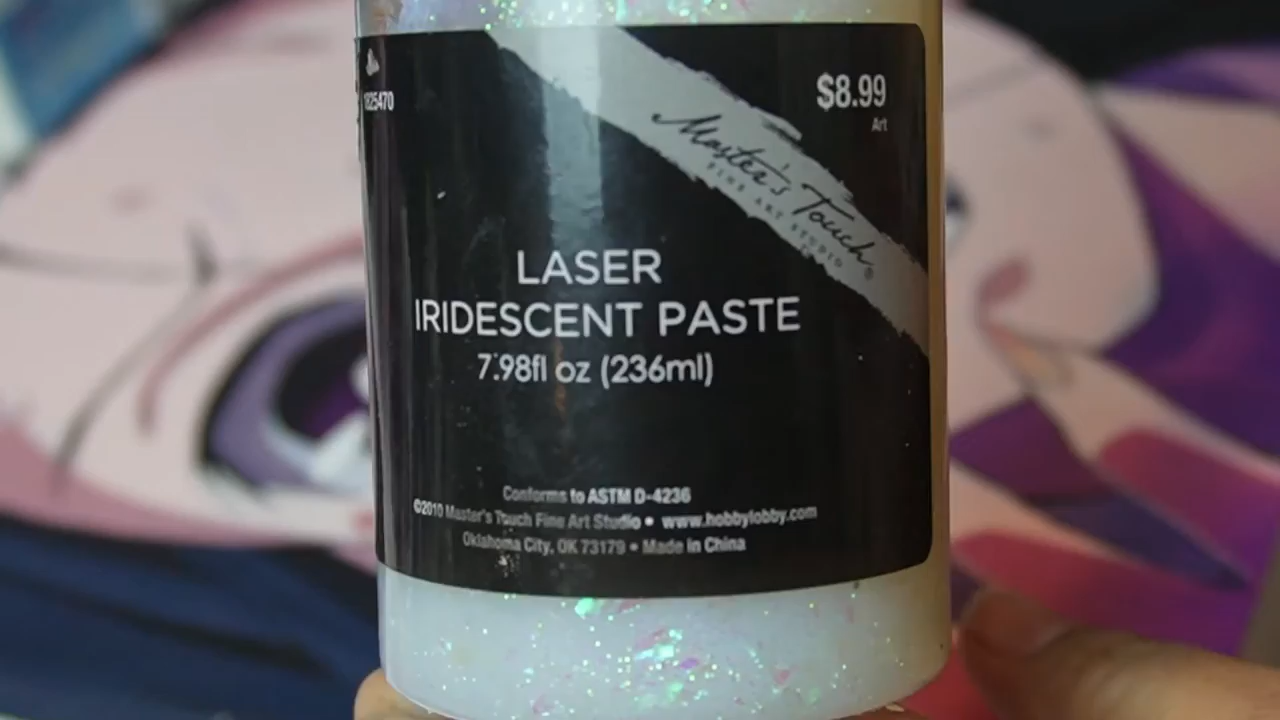 1825470
$8.99
Art
Master's Touch®
FINE ART STUDIO
LASER
IRIDESCENT PASTE
7.98fl oz (236ml)
Conforms to ASTM D-4236
©2010 Master's Touch Fine Art Studio • www.hobbylobby.com
Oklahoma City, OK 73179 • Made in China